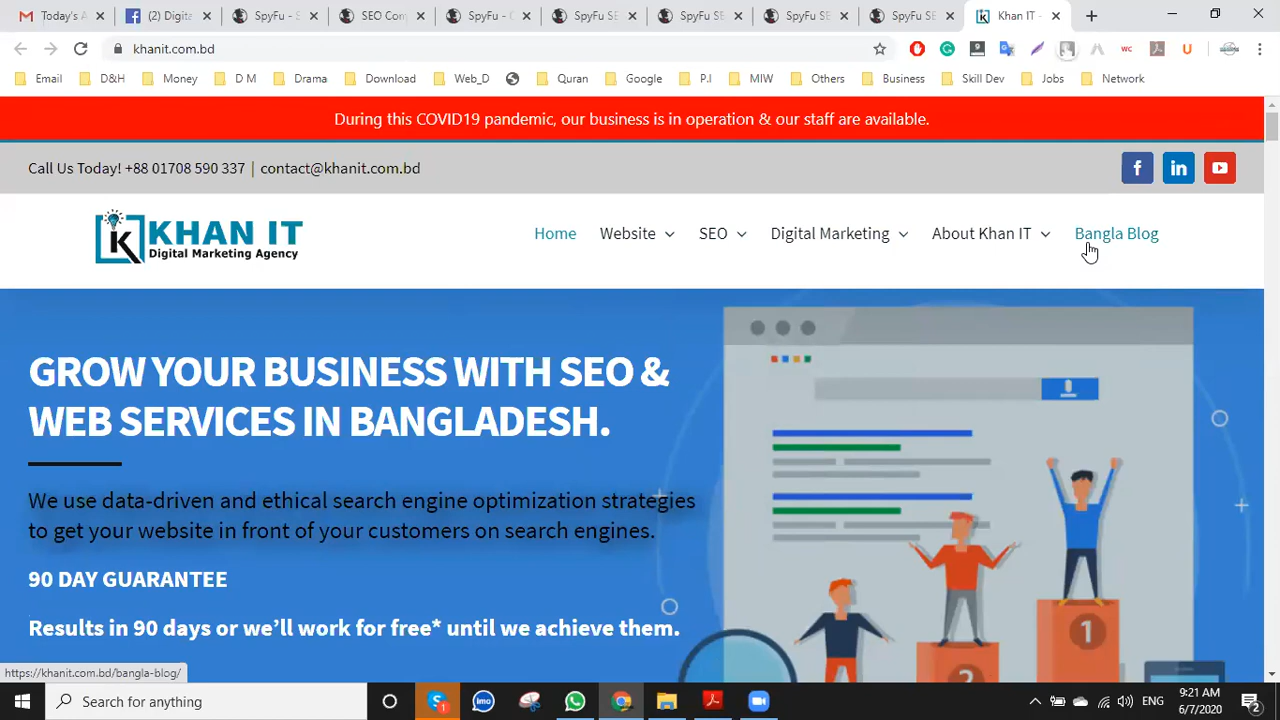 Today's A
(2) Digita
SpyFu - S
SEO Com
SpyFu - C
SpyFu SE
SpyFu SE
SpyFu SE
SpyFu SE
Khan IT -
khanit.com.bd
Email
D&H
Money
D M
Drama
Download
Web_D
Quran
Google
P.I
MIW
Others
Business
Skill Dev
Jobs
Network
During this COVID19 pandemic, our business is in operation & our staff are available.
Call Us Today! +88 01708 590 337 | contact@khanit.com.bd
KHAN IT
Digital Marketing Agency
Home Website SEO Digital Marketing About Khan IT Bangla Blog
GROW YOUR BUSINESS WITH SEO &
WEB SERVICES IN BANGLADESH.
We use data-driven and ethical search engine optimization strategies
to get your website in front of your customers on search engines.
90 DAY GUARANTEE
Results in 90 days or we’ll work for free* until we achieve them.
1
2
https://khanit.com.bd/bangla-blog/
Search for anything
ENG
9:21 AM
6/7/2020